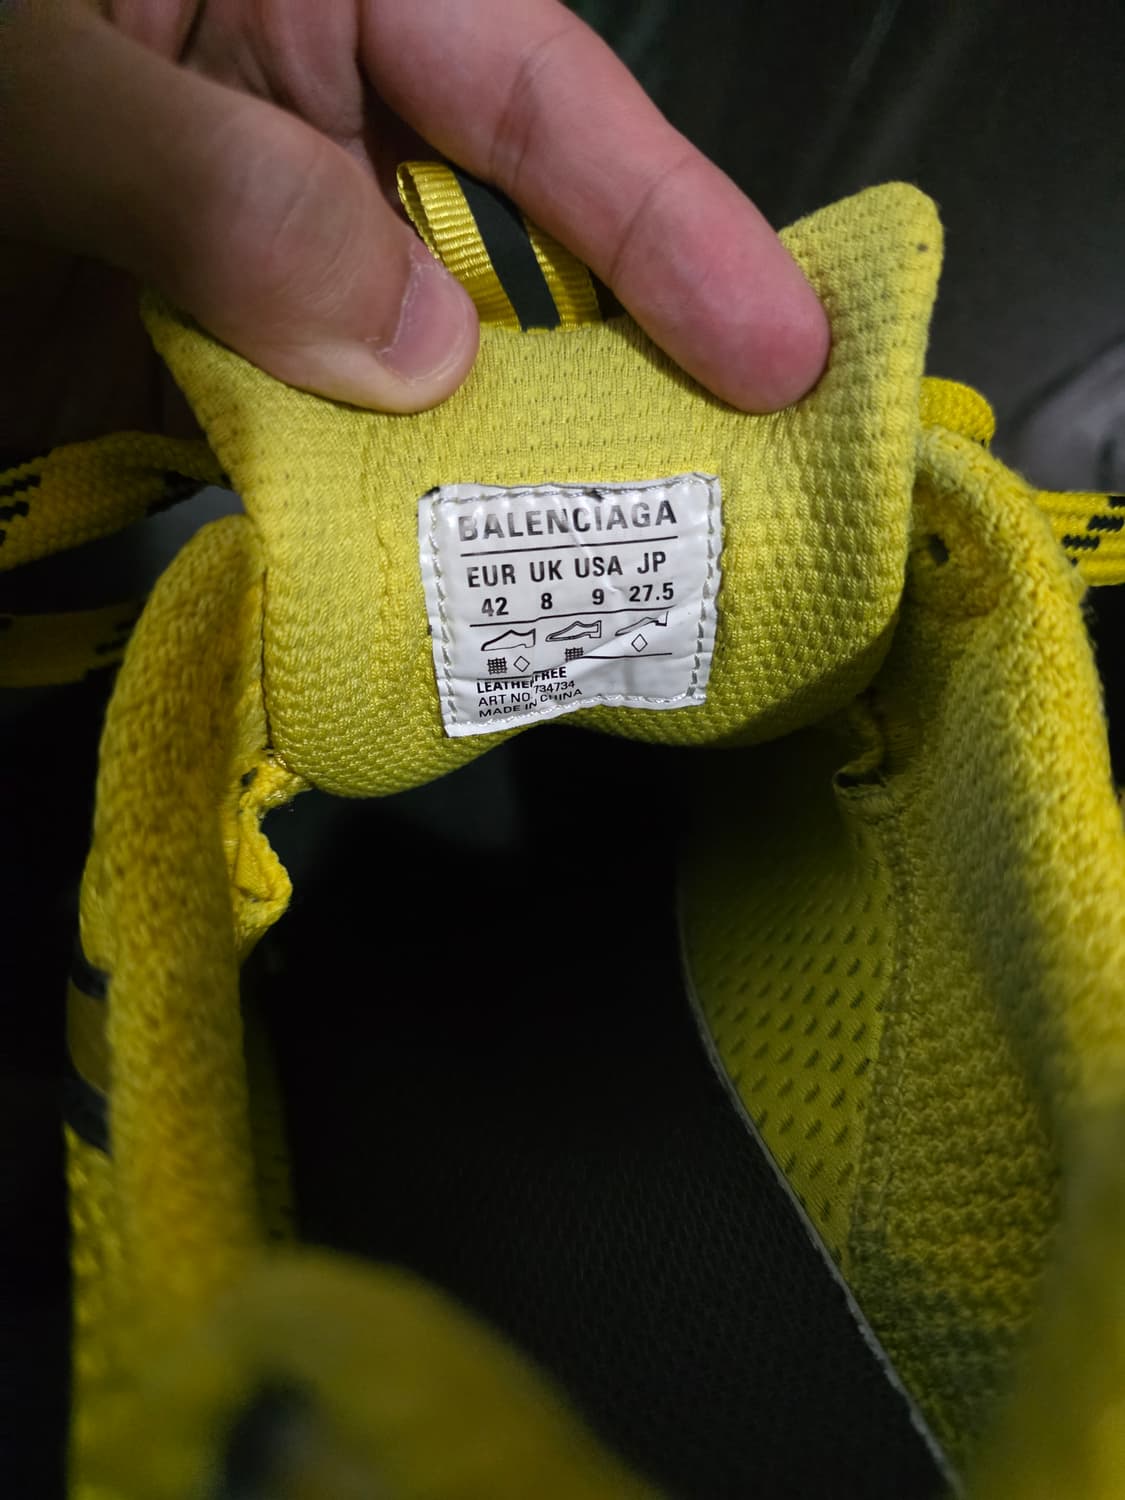 BALENCIAGA
EUR UK USA JP
42 8 9 27.5
LEATHER FREE
ART NO 734734
MADE IN CHINA